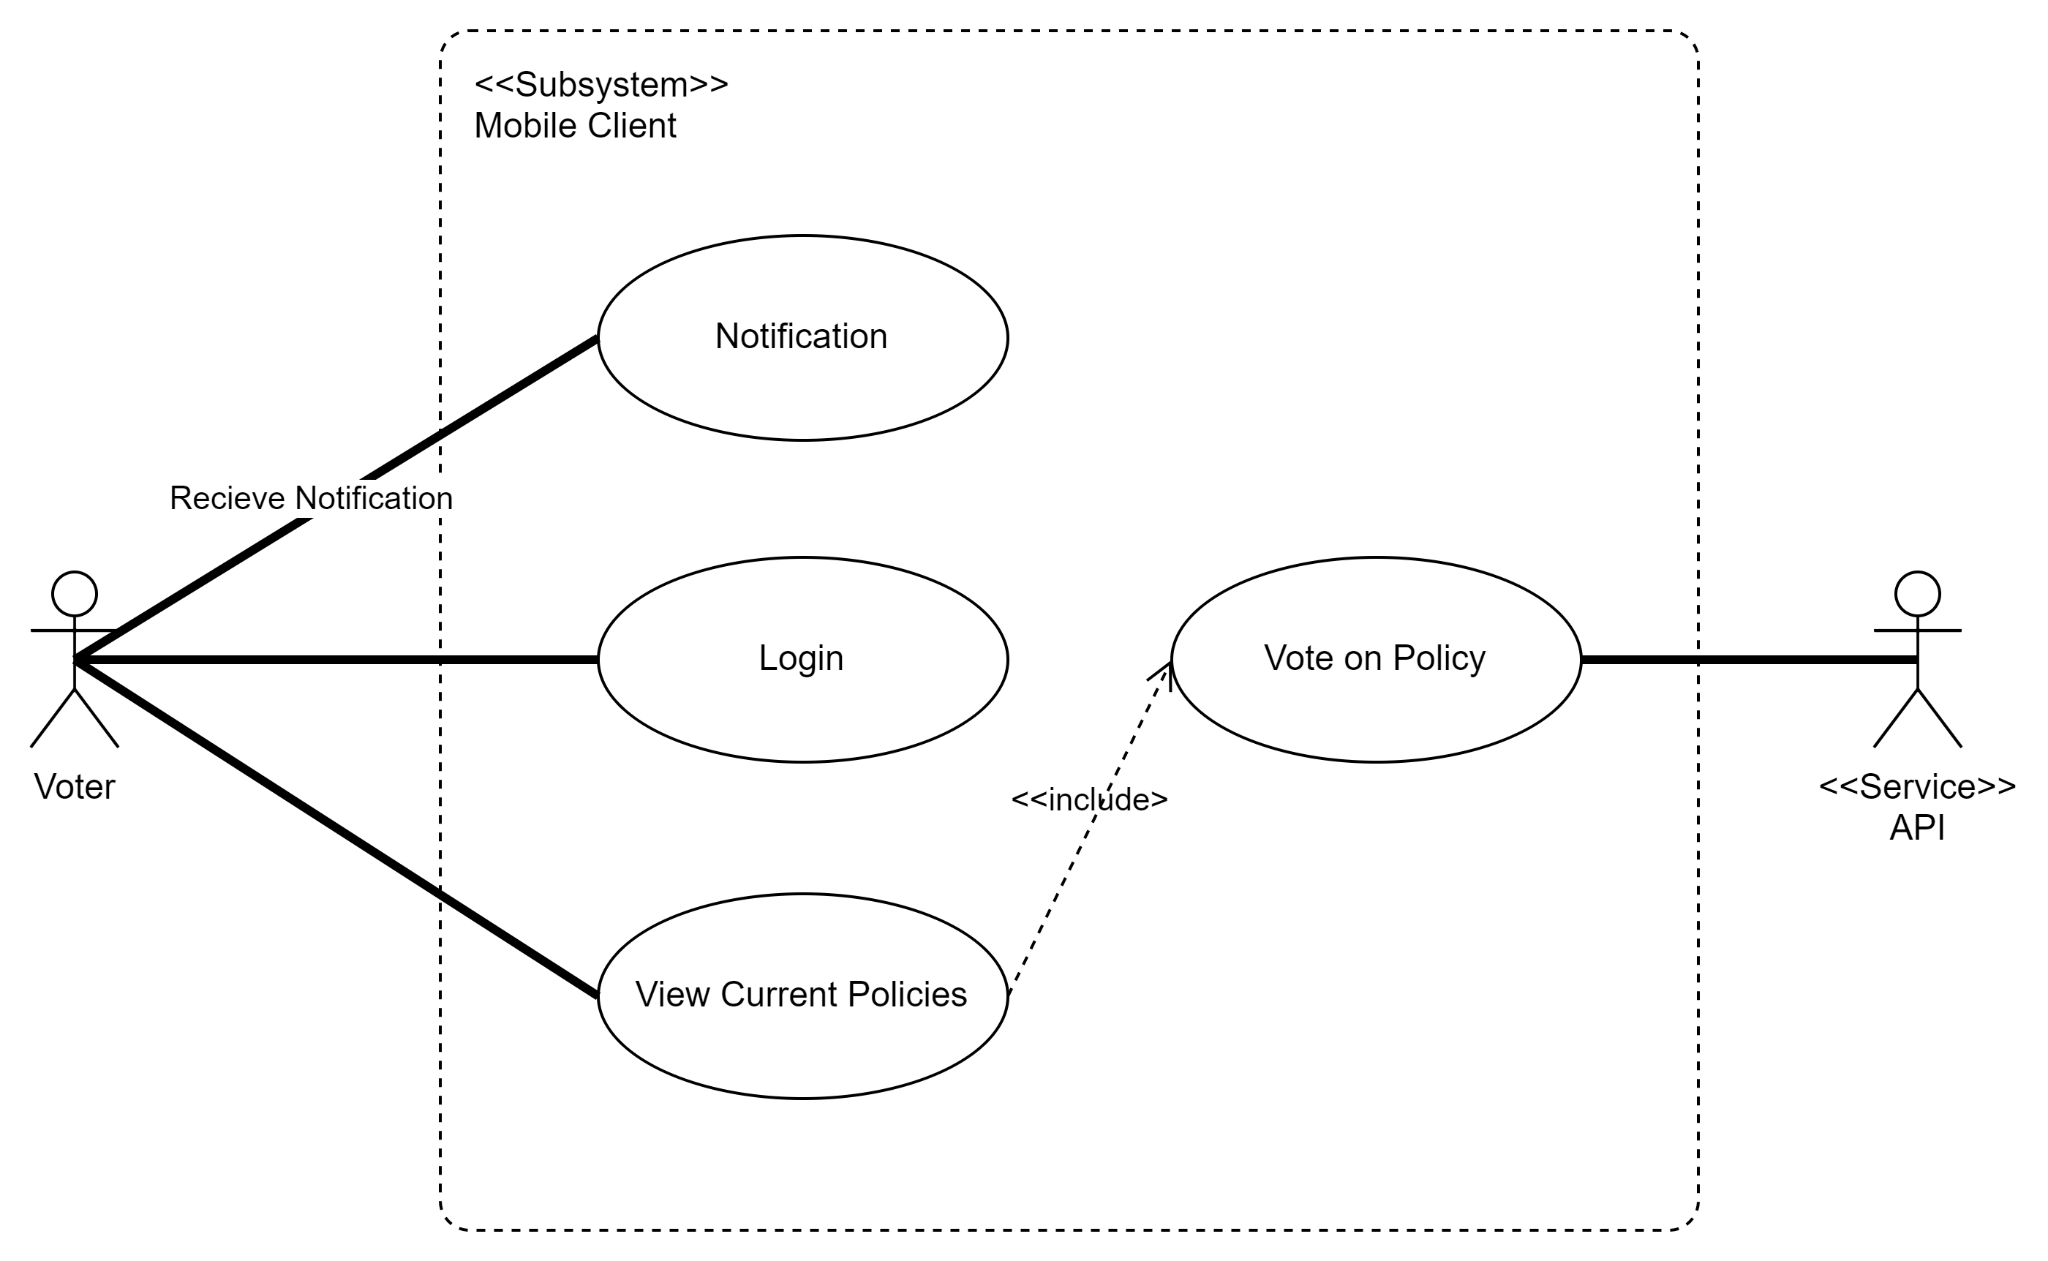 <<Subsystem>>
Mobile Client
Notification
Recieve Notification
Login
Vote on Policy
Voter
<<Service>>
API
<<include>
View Current Policies